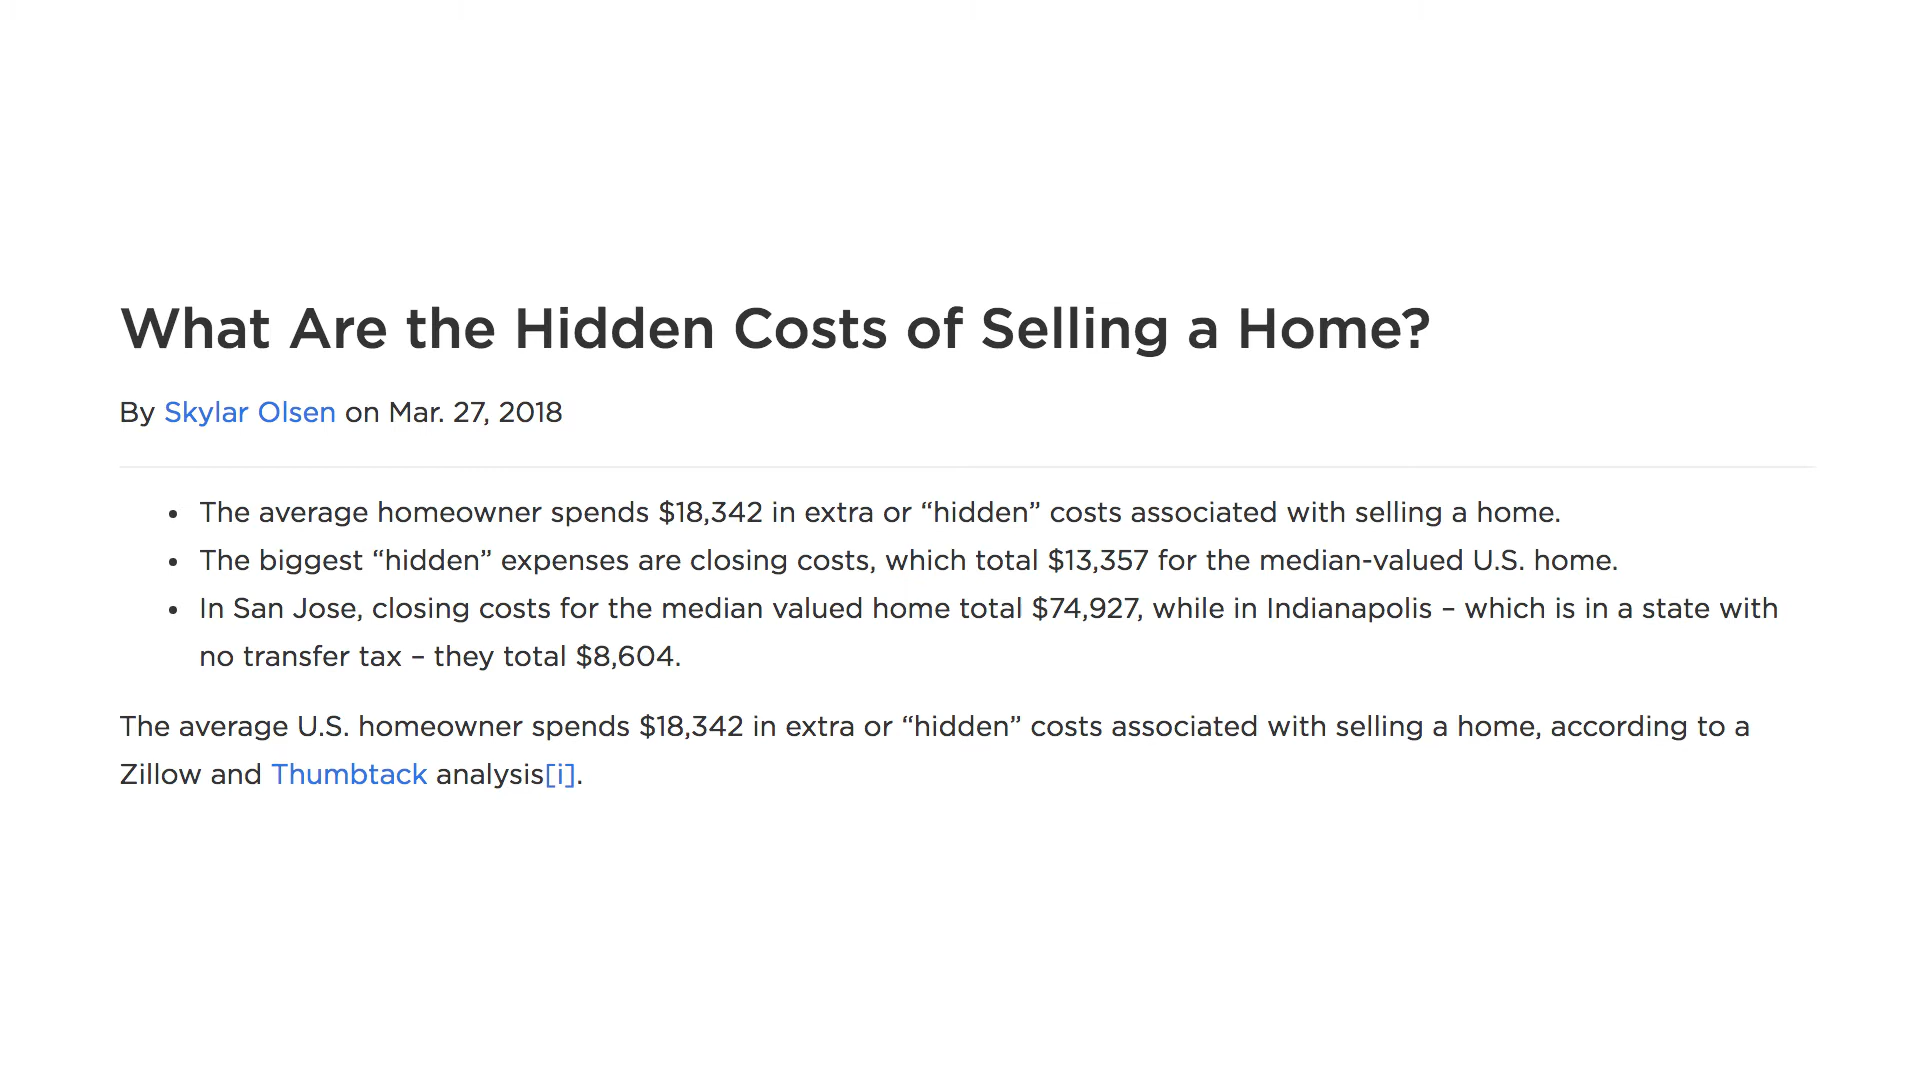 What Are the Hidden Costs of Selling a Home?
By Skylar Olsen on Mar. 27, 2018
• The average homeowner spends $18,342 in extra or “hidden” costs associated with selling a home.
• The biggest “hidden” expenses are closing costs, which total $13,357 for the median-valued U.S. home.
• In San Jose, closing costs for the median valued home total $74,927, while in Indianapolis – which is in a state with
no transfer tax – they total $8,604.
The average U.S. homeowner spends $18,342 in extra or “hidden” costs associated with selling a home, according to a
Zillow and Thumbtack analysis[i].